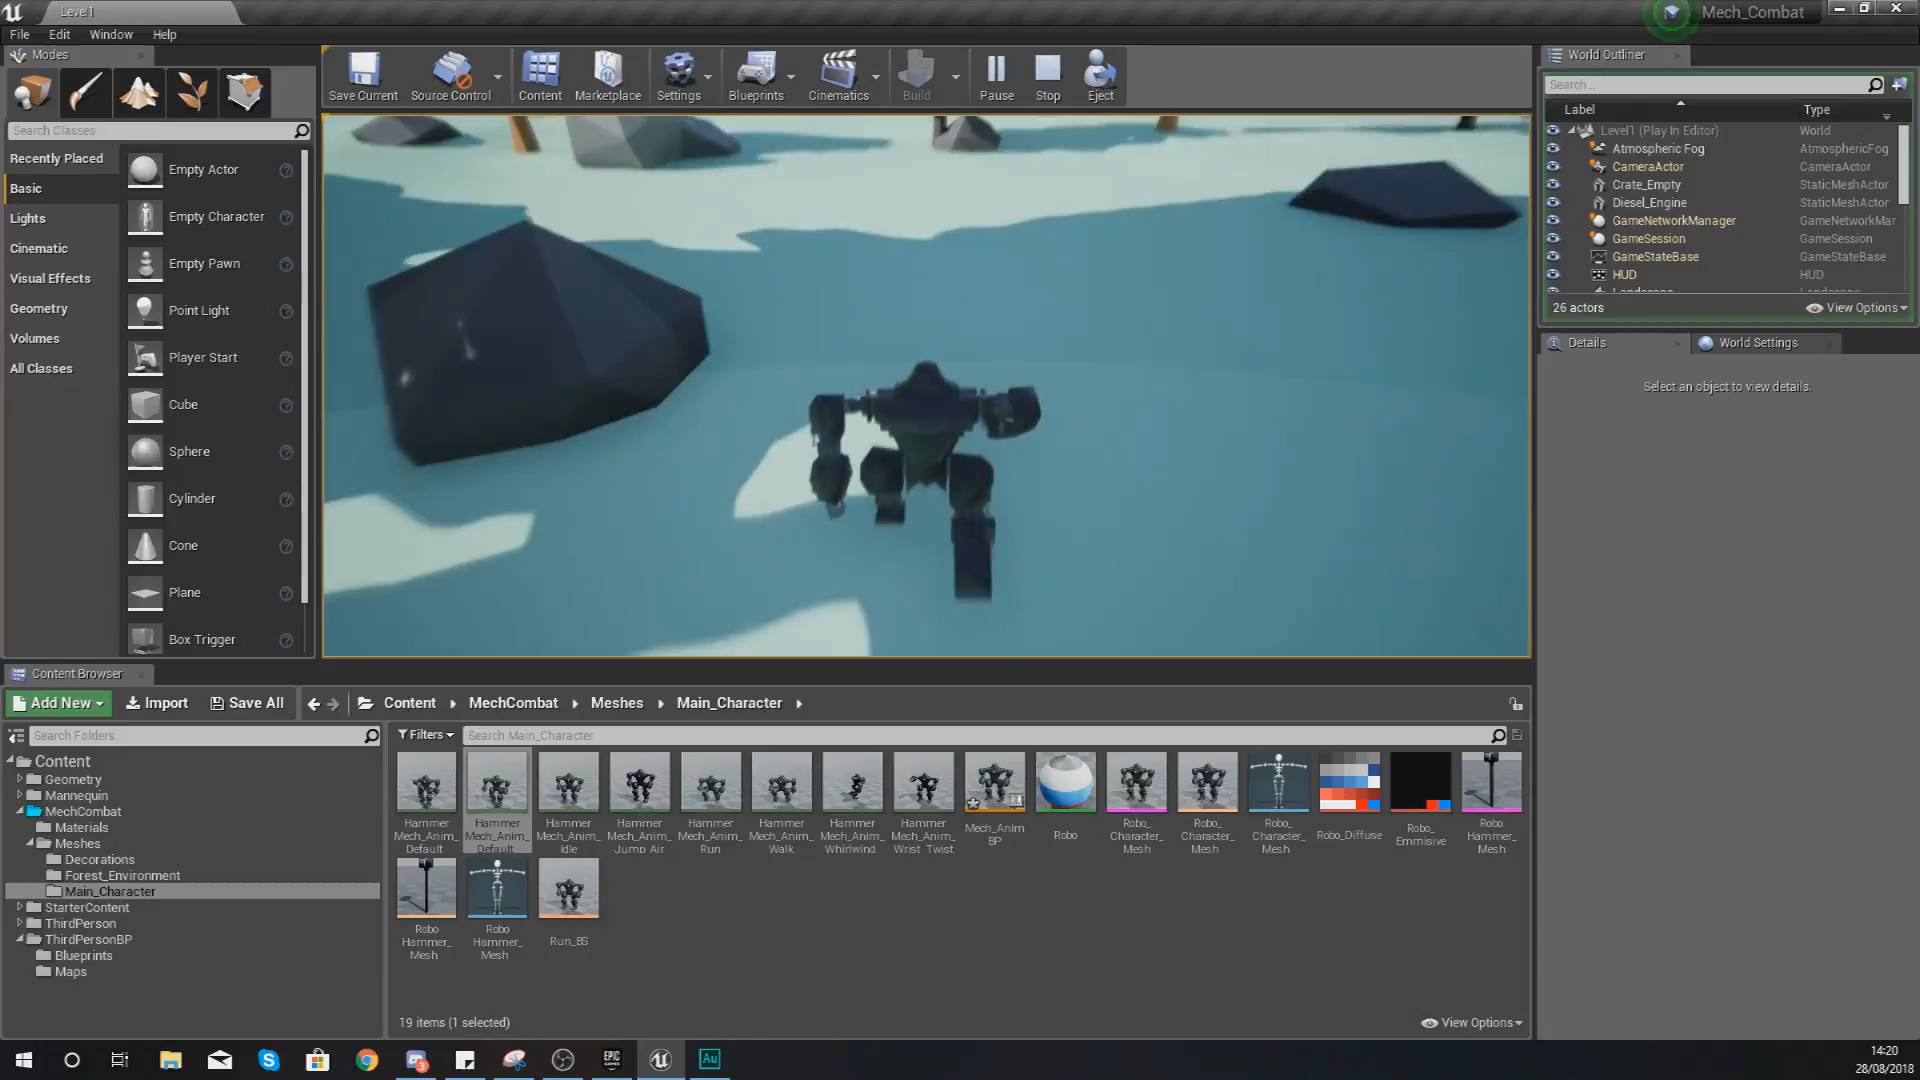 Level1
Mech_Combat
File Edit Window Help
Modes
Search Classes
Recently Placed
Basic
Lights
Cinematic
Visual Effects
Geometry
Volumes
All Classes
Empty Actor
Empty Character
Empty Pawn
Point Light
Player Start
Cube
Sphere
Cylinder
Cone
Plane
Box Trigger
Save Current Source Control Content Marketplace Settings Blueprints Cinematics Build Pause Stop Eject
World Outliner
Search...
Label Type
Level1 (Play In Editor) World
Atmospheric Fog AtmosphericFog
CameraActor CameraActor
Crate_Empty StaticMeshActor
Diesel_Engine StaticMeshActor
GameNetworkManager GameNetworkMar
GameSession GameSession
GameStateBase GameStateBase
HUD HUD
Landscape Landscape
26 actors View Options
Details World Settings
Select an object to view details.
Content Browser
Add New Import Save All Content MechCombat Meshes Main_Character
Search Folders
Content
Geometry
Mannequin
MechCombat
Materials
Meshes
Decorations
Forest_Environment
Main_Character
StarterContent
ThirdPerson
ThirdPersonBP
Blueprints
Maps
Filters Search Main_Character
Hammer Mech_Anim_ Default
Hammer Mech_Anim_ Default
Hammer Mech_Anim_ Idle
Hammer Mech_Anim_ Jump_Air
Hammer Mech_Anim_ Run
Hammer Mech_Anim_ Walk
Hammer Mech_Anim_ Whirlwind
Hammer Mech_Anim_ Wrist_Twist
Mech_Anim BP
Robo
Robo_ Character_ Mesh
Robo_ Character_ Mesh
Robo_ Character_ Mesh
Robo_Diffuse
Robo_ Emmisive
Robo Hammer_ Mesh
Robo Hammer_ Mesh
Robo Hammer_ Mesh
Run_BS
19 items (1 selected) View Options
EPIC GAMES
Au
3
14:20
28/08/2018